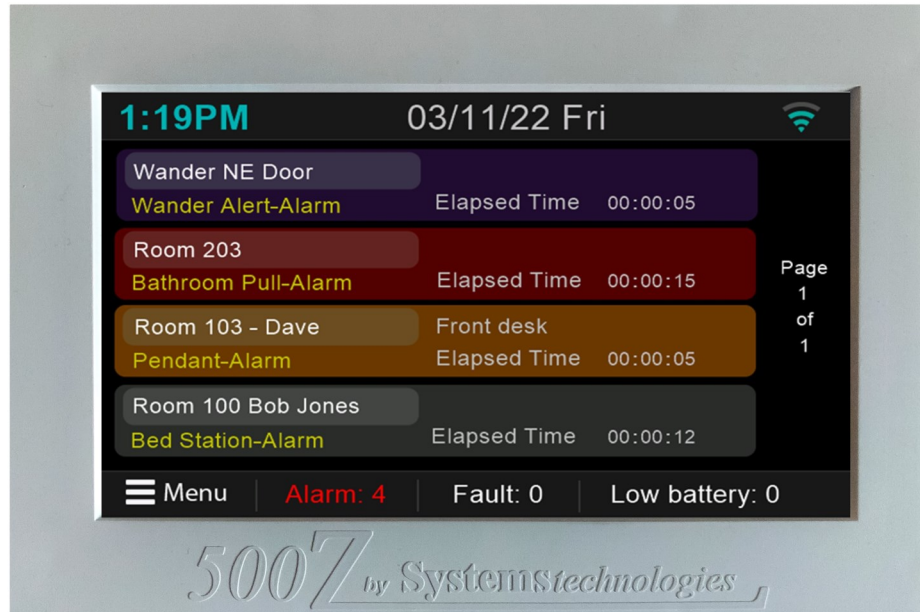 1:19PM 03/11/22 Fri
Wander NE Door
Wander Alert-Alarm Elapsed Time 00:00:05
Room 203
Bathroom Pull-Alarm Elapsed Time 00:00:15
Room 103 - Dave Front desk
Pendant-Alarm Elapsed Time 00:00:05
Room 100 Bob Jones
Bed Station-Alarm Elapsed Time 00:00:12
Page
1
of
1
Menu Alarm: 4 Fault: 0 Low battery: 0
500Z by Systemstechnologies